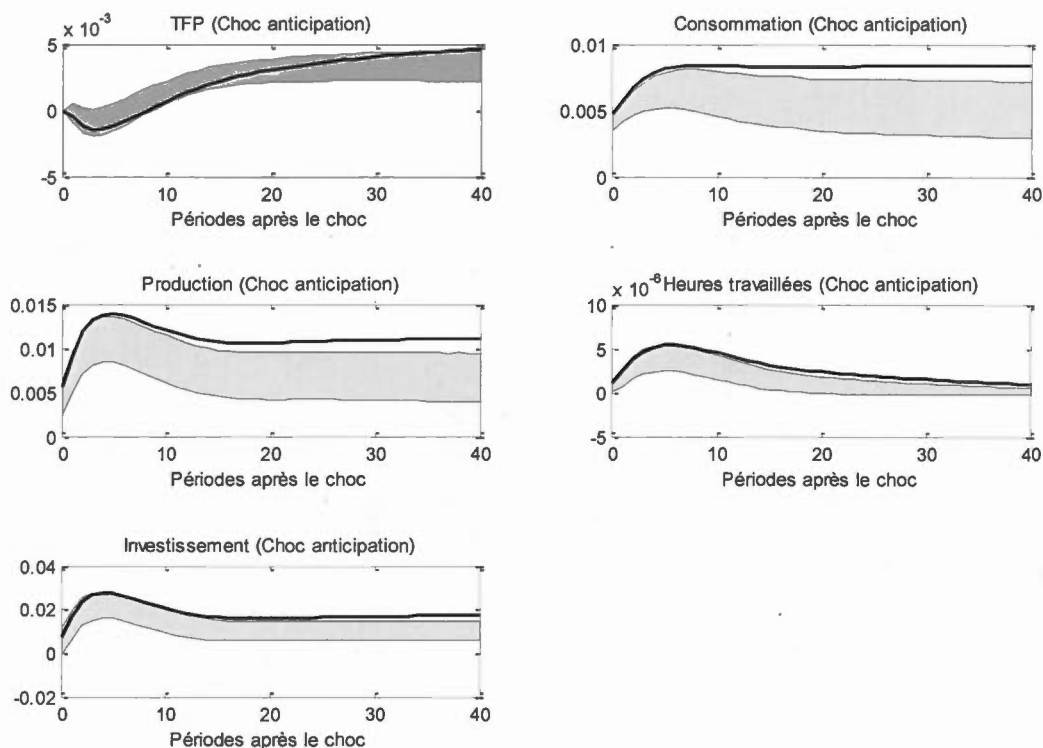 TFP (Choc anticipation)
x 10^-3
5
0
-5
0 10 20 30 40
Périodes après le choc
Consommation (Choc anticipation)
0.01
0.005
0
0 10 20 30 40
Périodes après le choc
Production (Choc anticipation)
0.015
0.01
0.005
0
0 10 20 30 40
Périodes après le choc
x 10^-8 Heures travaillées (Choc anticipation)
10
5
0
-5
0 10 20 30 40
Périodes après le choc
Investissement (Choc anticipation)
0.04
0.02
0
-0.02
0 10 20 30 40
Périodes après le choc